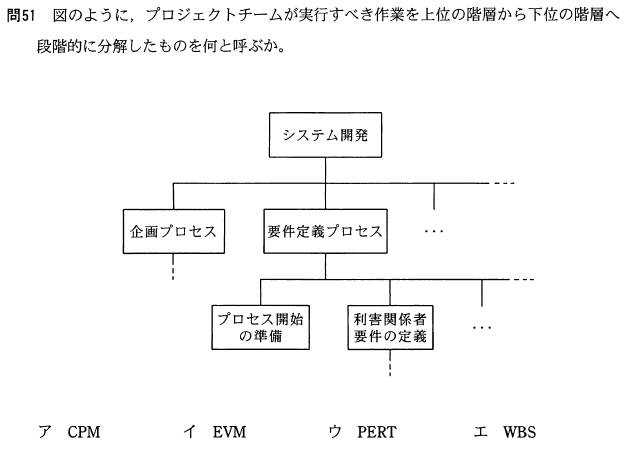 問51 図のように，プロジェクトチームが実行すべき作業を上位の階層から下位の階層へ
段階的に分解したものを何と呼ぶか。
システム開発
企画プロセス 要件定義プロセス …
プロセス開始
の準備
利害関係者
要件の定義
…
ア CPM イ EVM ウ PERT エ WBS